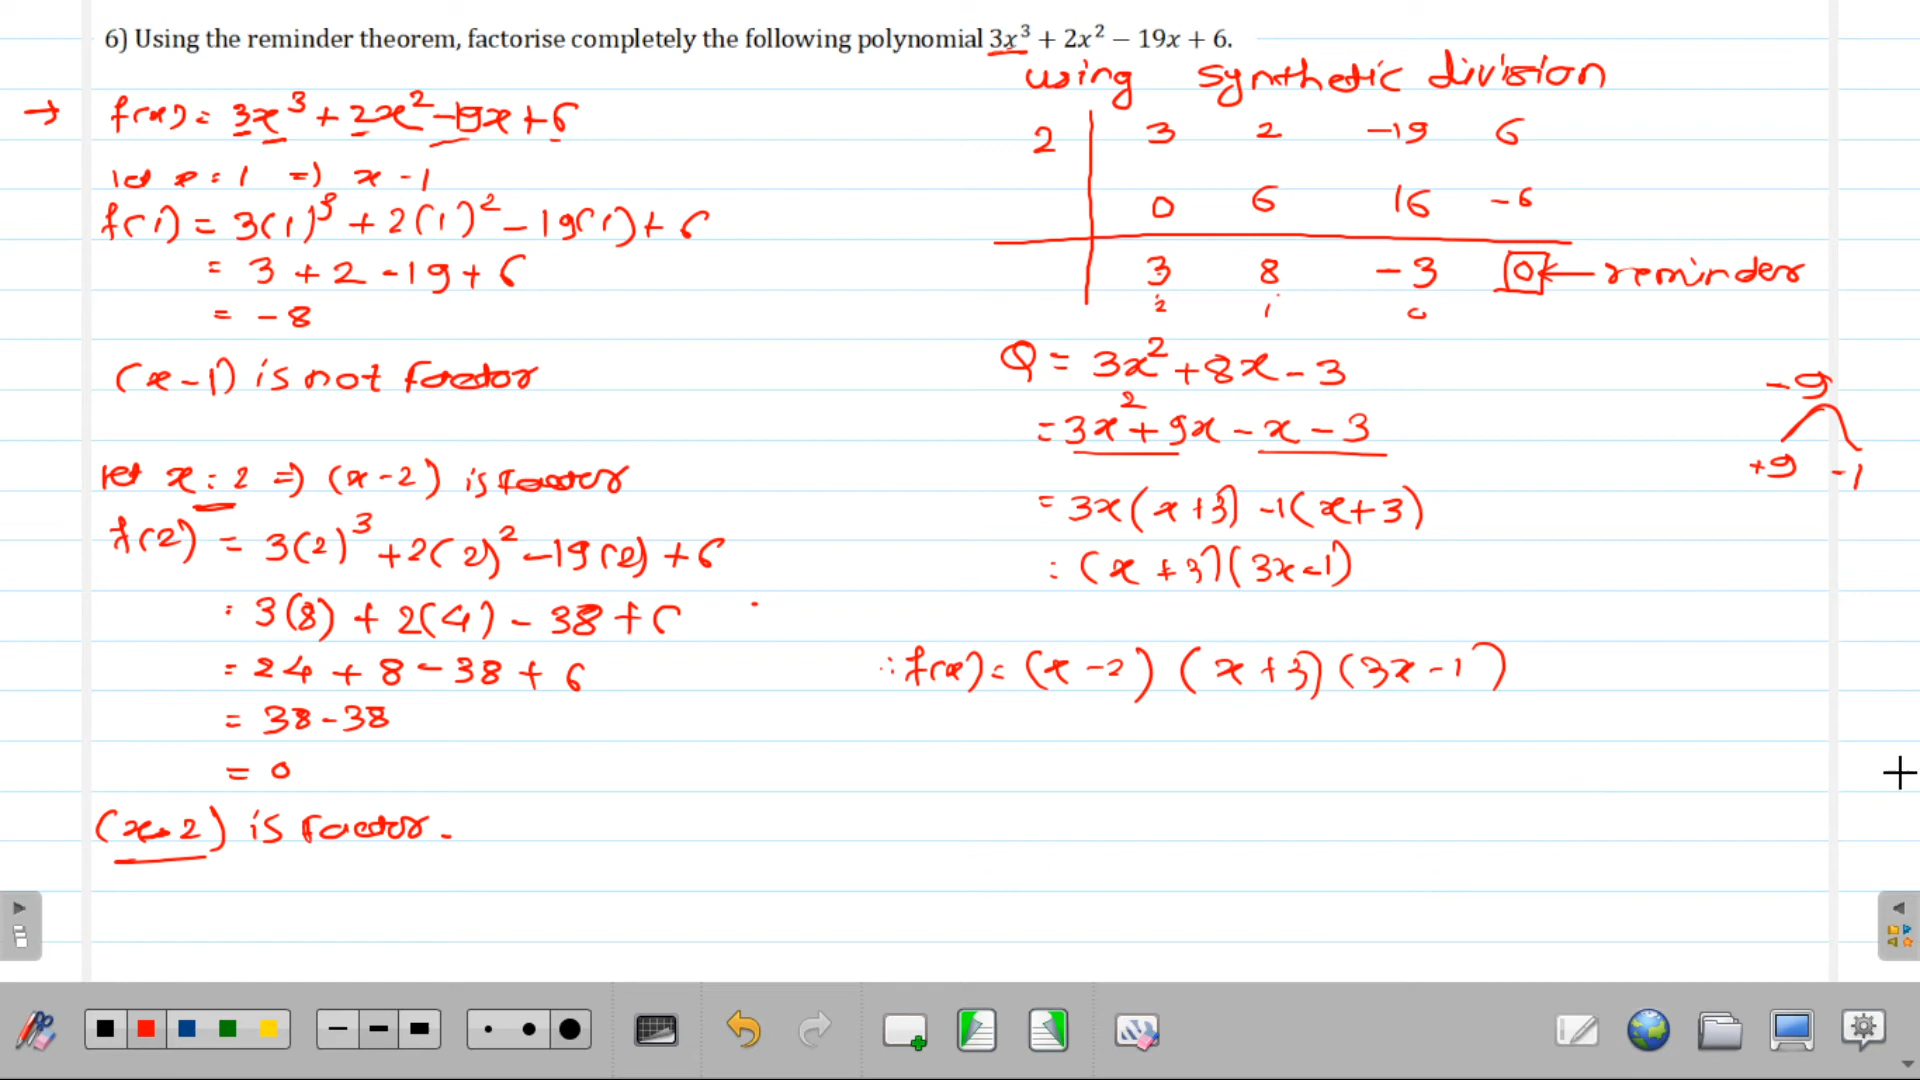 6) Using the reminder theorem, factorise completely the following polynomial 3x³ + 2x² − 19x + 6.
→ f(x) = 3x³ + 2x² - 19x + 6
let x = 1 => x - 1
f(1) = 3(1)³ + 2(1)² - 19(1) + 6
= 3 + 2 - 19 + 6
= - 8
(x - 1) is not factor
let x = 2 => (x - 2) is factor
f(2) = 3(2)³ + 2(2)² - 19(2) + 6
= 3(8) + 2(4) - 38 + 6
= 24 + 8 - 38 + 6
= 38 - 38
= 0
(x - 2) is factor.
using synthetic division
2 | 3 2 -19 6
0 6 16 -6
3 8 -3 0 ← reminder
2 1 0
Q = 3x² + 8x - 3
= 3x² + 9x - x - 3
= 3x(x + 3) - 1(x + 3)
= (x + 3)(3x - 1)
-9
+9 -1
∴ f(x) = (x - 2) (x + 3) (3x - 1)